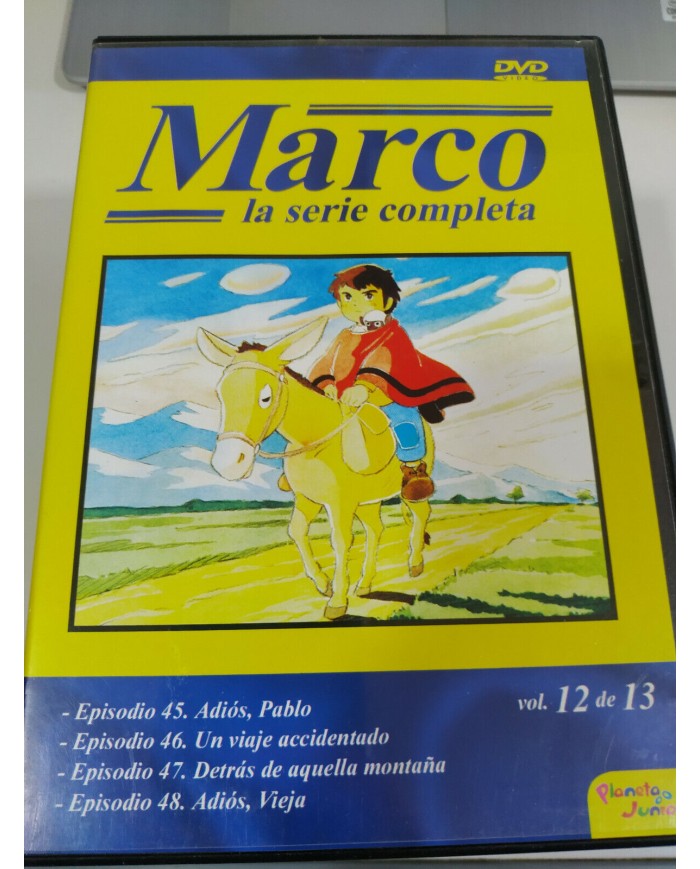 DVD
VIDEO
Marco
la serie completa
- Episodio 45. Adiós, Pablo
- Episodio 46. Un viaje accidentado
- Episodio 47. Detrás de aquella montaña
- Episodio 48. Adiós, Vieja
vol. 12 de 13
Planeta
Junior